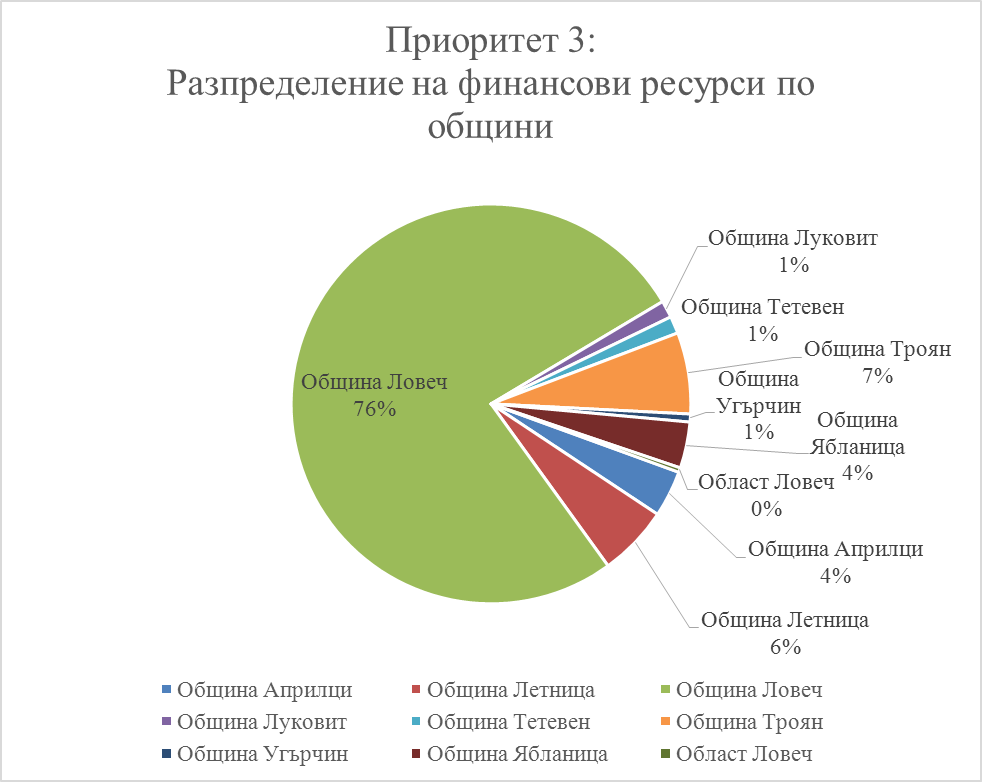 Приоритет 3:
Разпределение на финансови ресурси по
общини
Община Луковит
1%
Община Тетевен
1%
Община Троян
7%
Община
Угърчин
1%
Община
Ябланица
4%
Област Ловеч
0%
Община Априлци
4%
Община Летница
6%
Община Ловеч
76%
Община Априлци
Община Летница
Община Ловеч
Община Луковит
Община Тетевен
Община Троян
Община Угърчин
Община Ябланица
Област Ловеч